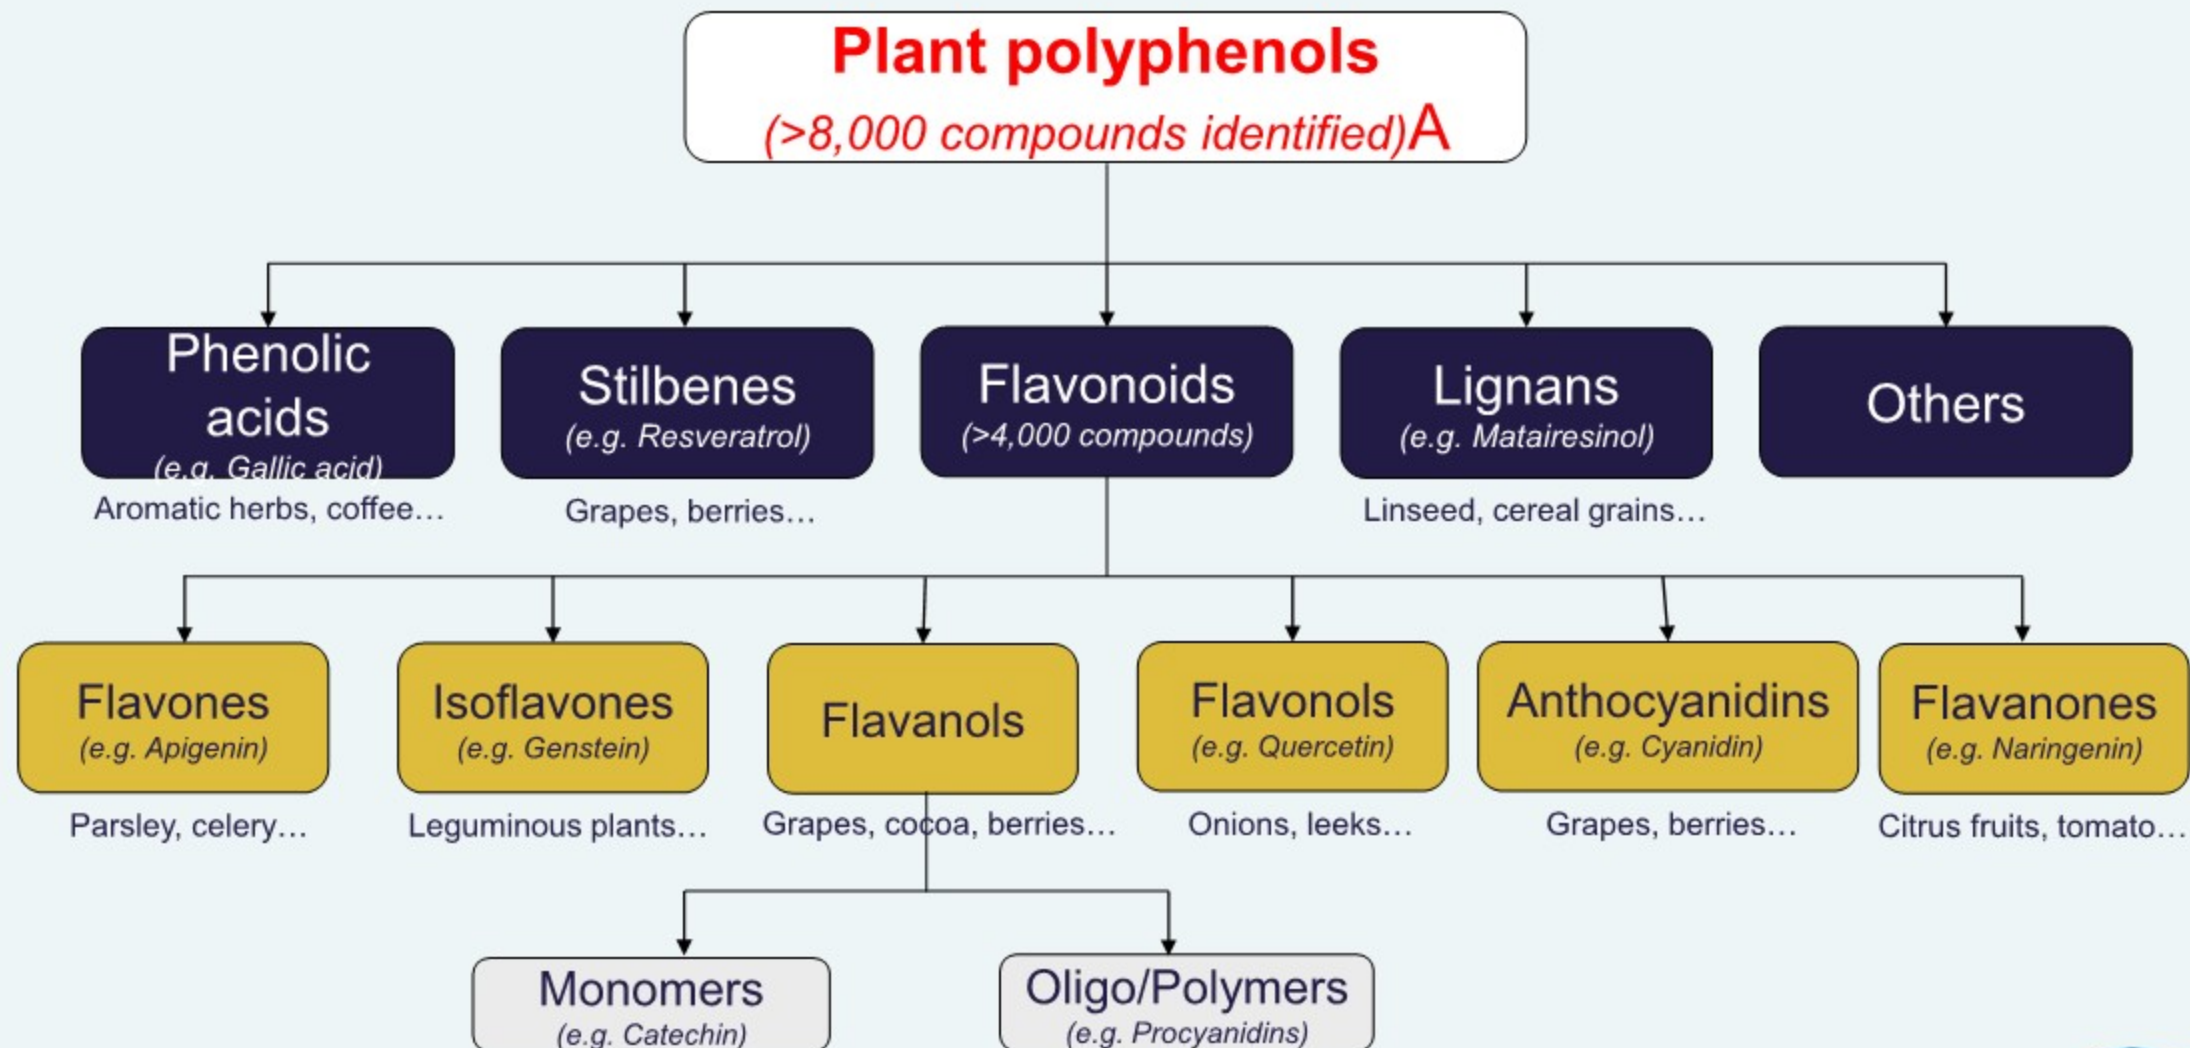 Plant polyphenols
(>8,000 compounds identified)A
Phenolic
acids
(e.g. Gallic acid)
Aromatic herbs, coffee…
Stilbenes
(e.g. Resveratrol)
Grapes, berries…
Flavonoids
(>4,000 compounds)
Lignans
(e.g. Matairesinol)
Linseed, cereal grains…
Others
Flavones
(e.g. Apigenin)
Parsley, celery…
Isoflavones
(e.g. Genstein)
Leguminous plants…
Flavanols
Grapes, cocoa, berries…
Flavonols
(e.g. Quercetin)
Onions, leeks…
Anthocyanidins
(e.g. Cyanidin)
Grapes, berries…
Flavanones
(e.g. Naringenin)
Citrus fruits, tomato…
Monomers
(e.g. Catechin)
Oligo/Polymers
(e.g. Procyanidins)